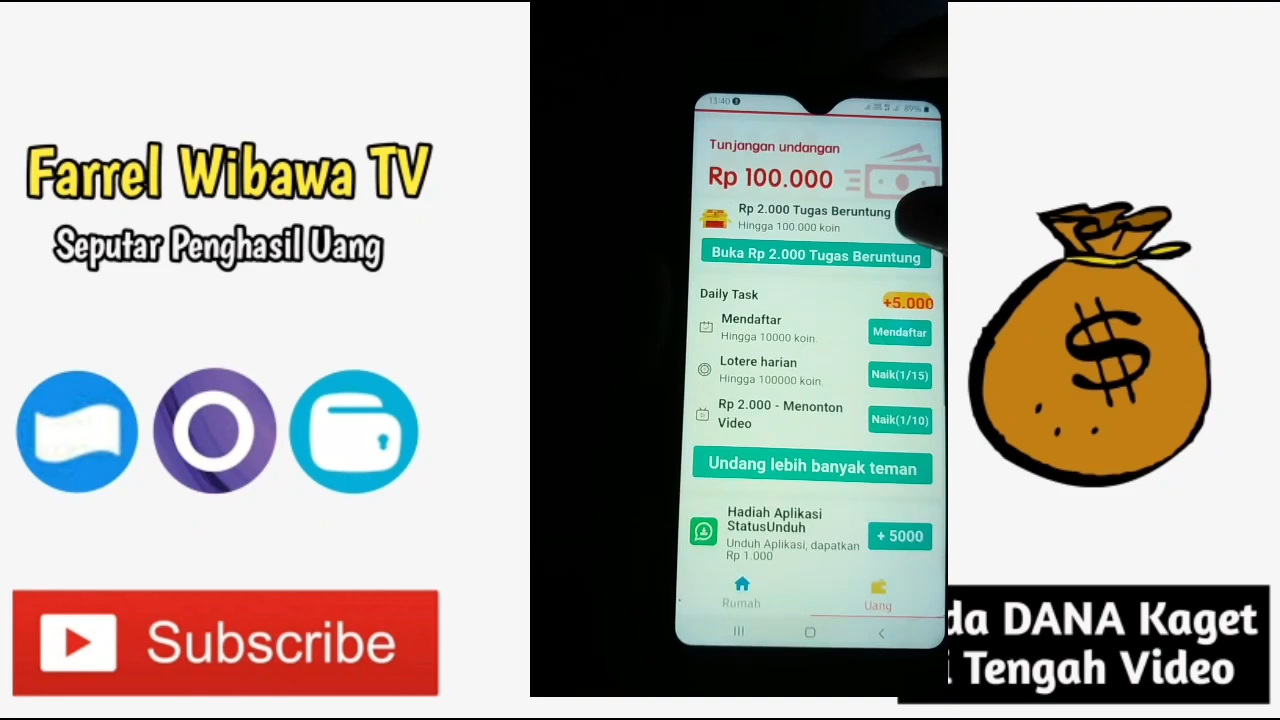 Farrel Wibawa TV
Seputar Penghasil Uang
Subscribe
13:40
89%
Tunjangan undangan
Rp 100.000
Rp 2.000 Tugas Beruntung
Hingga 100.000 koin
Buka Rp 2.000 Tugas Beruntung
Daily Task
+5.000
Mendaftar
Hingga 10000 koin.
Mendaftar
Lotere harian
Hingga 100000 koin.
Naik(1/15)
Rp 2.000 - Menonton
Video
Naik(1/10)
Undang lebih banyak teman
Hadiah Aplikasi
StatusUnduh
Unduh Aplikasi, dapatkan
Rp 1.000
+ 5000
Rumah
Uang
da DANA Kaget
i Tengah Video